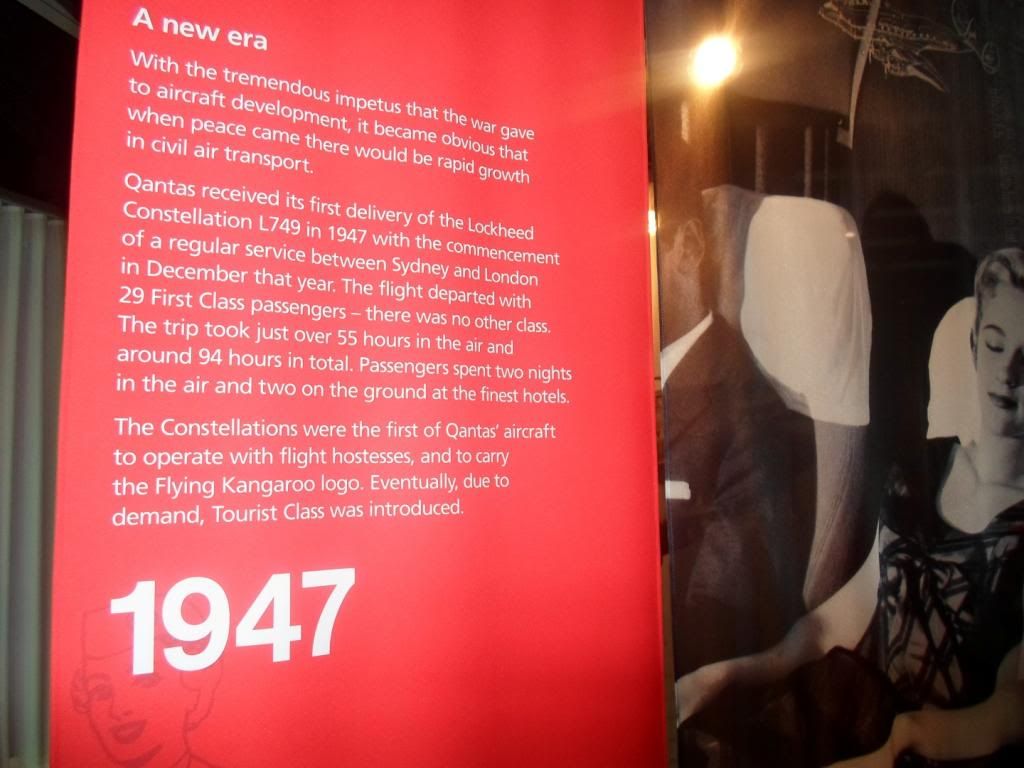 A new era
With the tremendous impetus that the war gave
to aircraft development, it became obvious that
when peace came there would be rapid growth
in civil air transport.
Qantas received its first delivery of the Lockheed
Constellation L749 in 1947 with the commencement
of a regular service between Sydney and London
in December that year. The flight departed with
29 First Class passengers – there was no other class.
The trip took just over 55 hours in the air and
around 94 hours in total. Passengers spent two nights
in the air and two on the ground at the finest hotels.
The Constellations were the first of Qantas' aircraft
to operate with flight hostesses, and to carry
the Flying Kangaroo logo. Eventually, due to
demand, Tourist Class was introduced.
1947